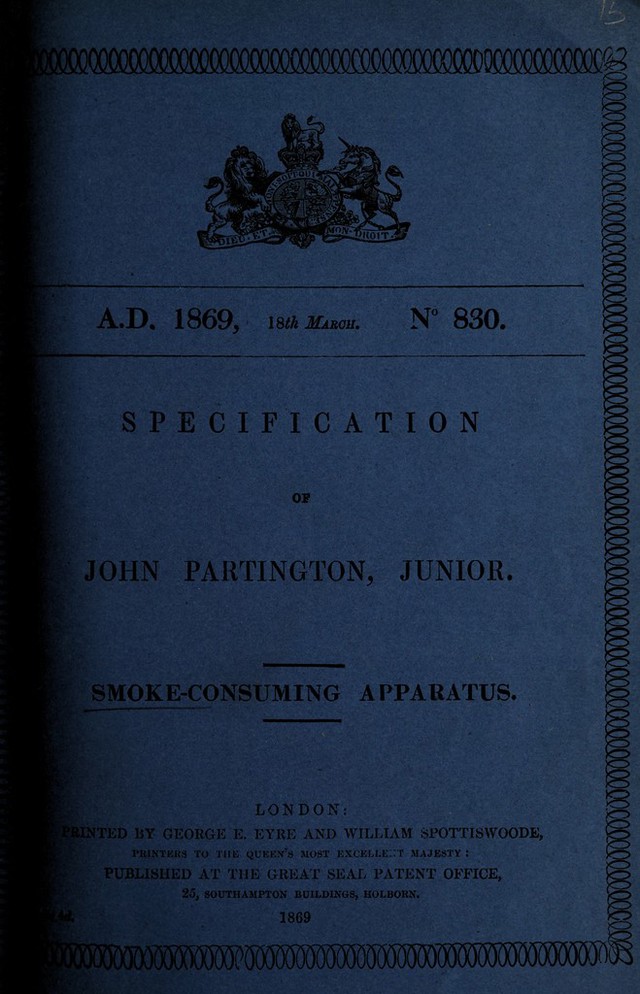 DIEU ET MON DROIT
A.D. 1869, 18th MARCH. No 830.
SPECIFICATION
OF
JOHN PARTINGTON, JUNIOR.
SMOKE-CONSUMING APPARATUS.
LONDON:
PRINTED BY GEORGE E. EYRE AND WILLIAM SPOTTISWOODE,
PRINTERS TO THE QUEEN'S MOST EXCELLENT MAJESTY:
PUBLISHED AT THE GREAT SEAL PATENT OFFICE,
25, SOUTHAMPTON BUILDINGS, HOLBORN.
1869